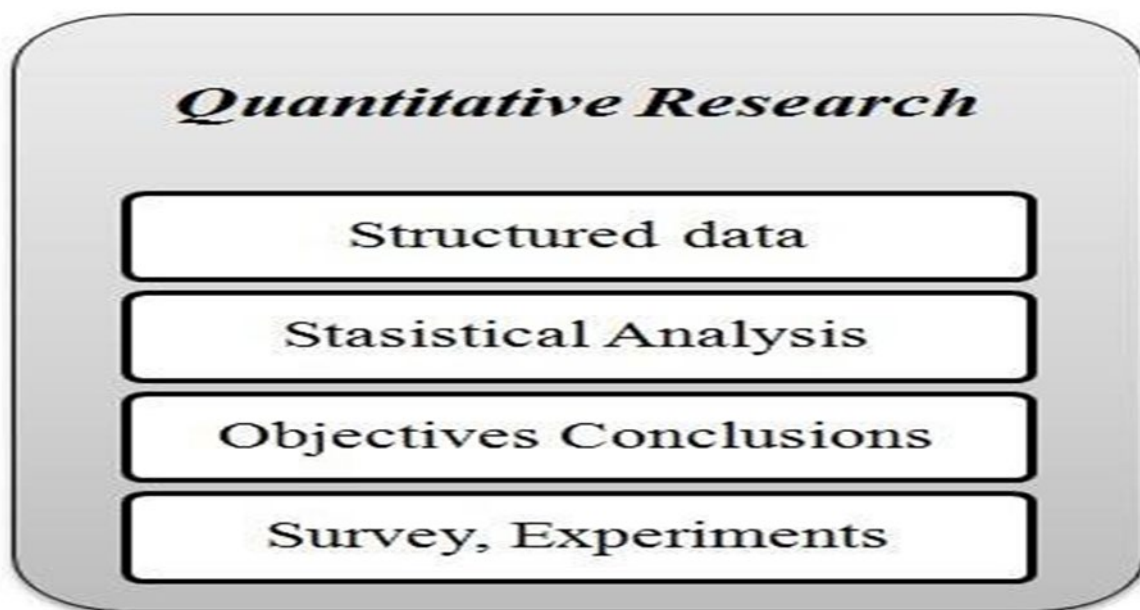 Quantitative Research
Structured data
Stasistical Analysis
Objectives Conclusions
Survey, Experiments